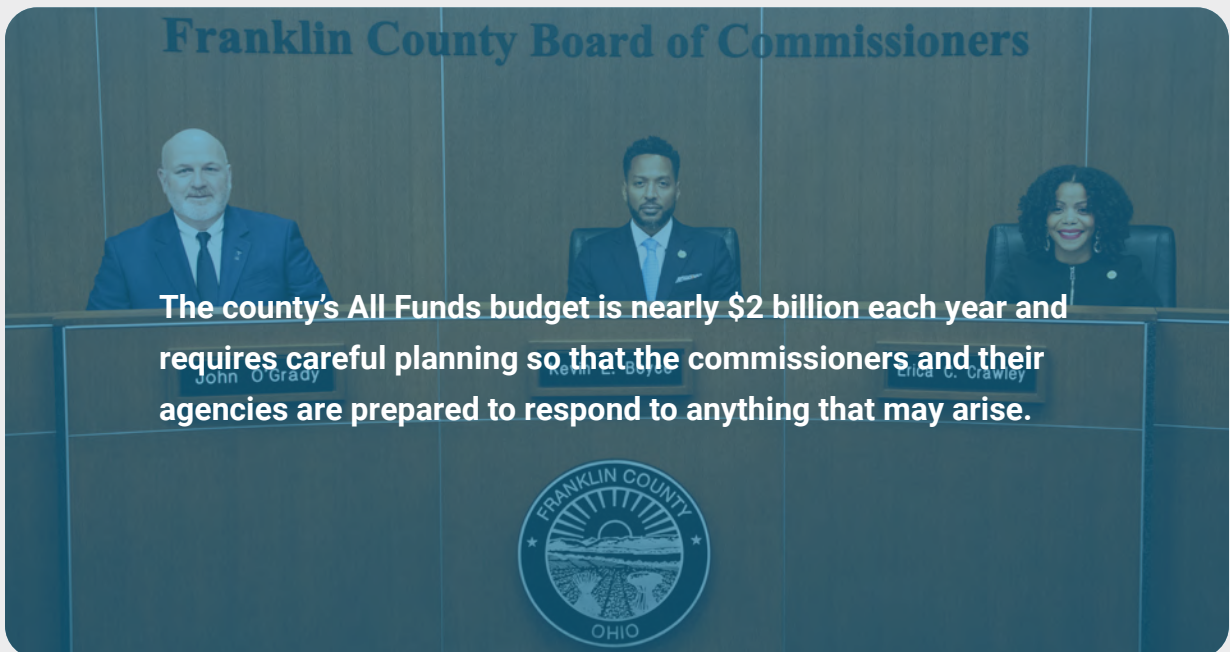 Franklin County Board of Commissioners
The county’s All Funds budget is nearly $2 billion each year and
requires careful planning so that the commissioners and their
John O'Grady
Kevin L. Boyce
Erica C. Crawley
agencies are prepared to respond to anything that may arise.
FRANKLIN COUNTY
OHIO